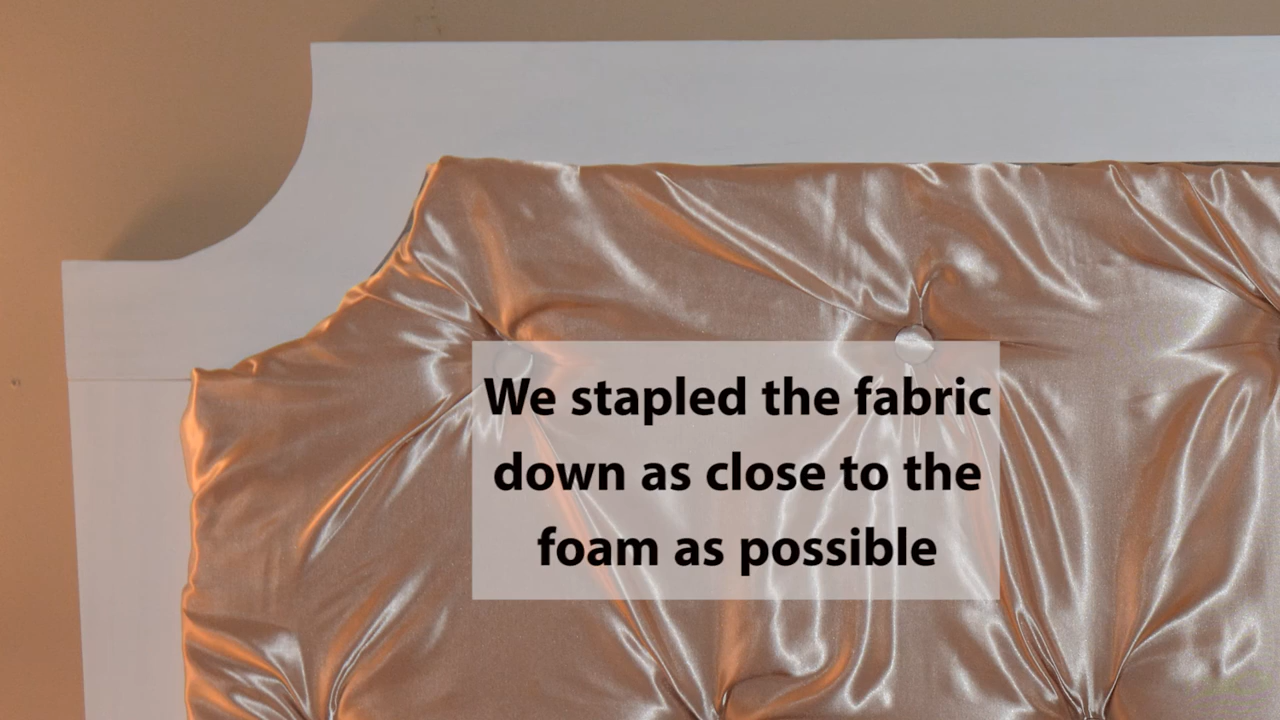 We stapled the fabric
down as close to the
foam as possible